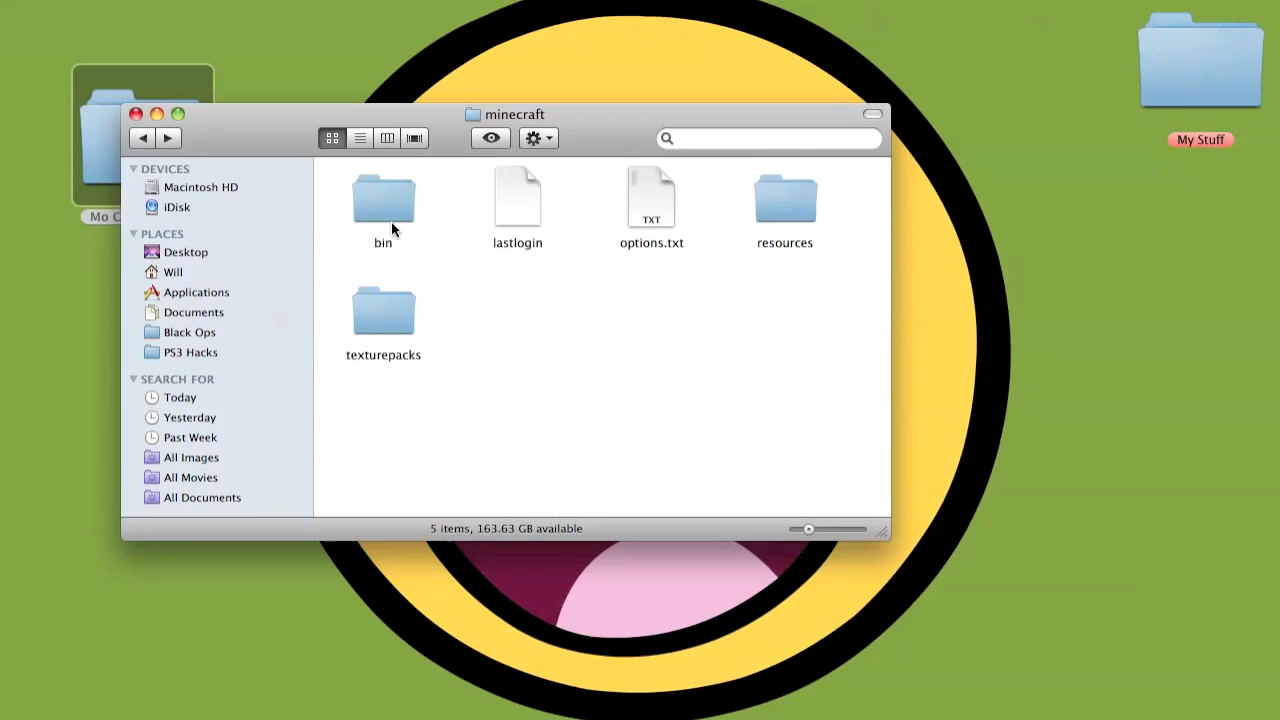 minecraft
My Stuff
Mo C
DEVICES
Macintosh HD
iDisk
PLACES
Desktop
Will
Applications
Documents
Black Ops
PS3 Hacks
SEARCH FOR
Today
Yesterday
Past Week
All Images
All Movies
All Documents
bin
lastlogin
TXT
options.txt
resources
texturepacks
5 items, 163.63 GB available